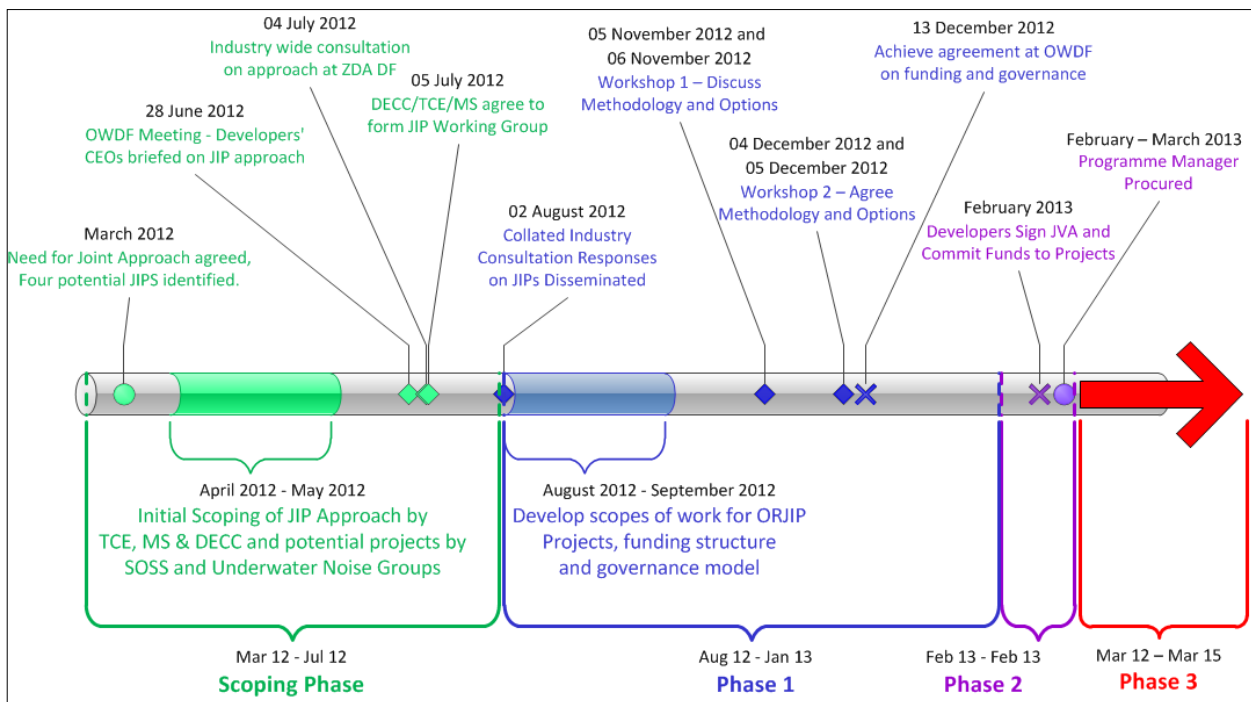 04 July 2012
Industry wide consultation
on approach at ZDA DF
28 June 2012
OWDF Meeting - Developers'
CEOs briefed on JIP approach
05 July 2012
DECC/TCE/MS agree to
form JIP Working Group
March 2012
Need for Joint Approach agreed,
Four potential JIPS identified.
02 August 2012
Collated Industry
Consultation Responses
on JIPs Disseminated
05 November 2012 and
06 November 2012
Workshop 1 – Discuss
Methodology and Options
13 December 2012
Achieve agreement at OWDF
on funding and governance
04 December 2012 and
05 December 2012
Workshop 2 – Agree
Methodology and Options
February – March 2013
Programme Manager
Procured
February 2013
Developers Sign JVA and
Commit Funds to Projects
April 2012 - May 2012
Initial Scoping of JIP Approach by
TCE, MS & DECC and potential projects by
SOSS and Underwater Noise Groups
August 2012 - September 2012
Develop scopes of work for ORJIP
Projects, funding structure
and governance model
Mar 12 - Jul 12
Scoping Phase
Aug 12 - Jan 13
Phase 1
Feb 13 - Feb 13
Phase 2
Mar 12 – Mar 15
Phase 3